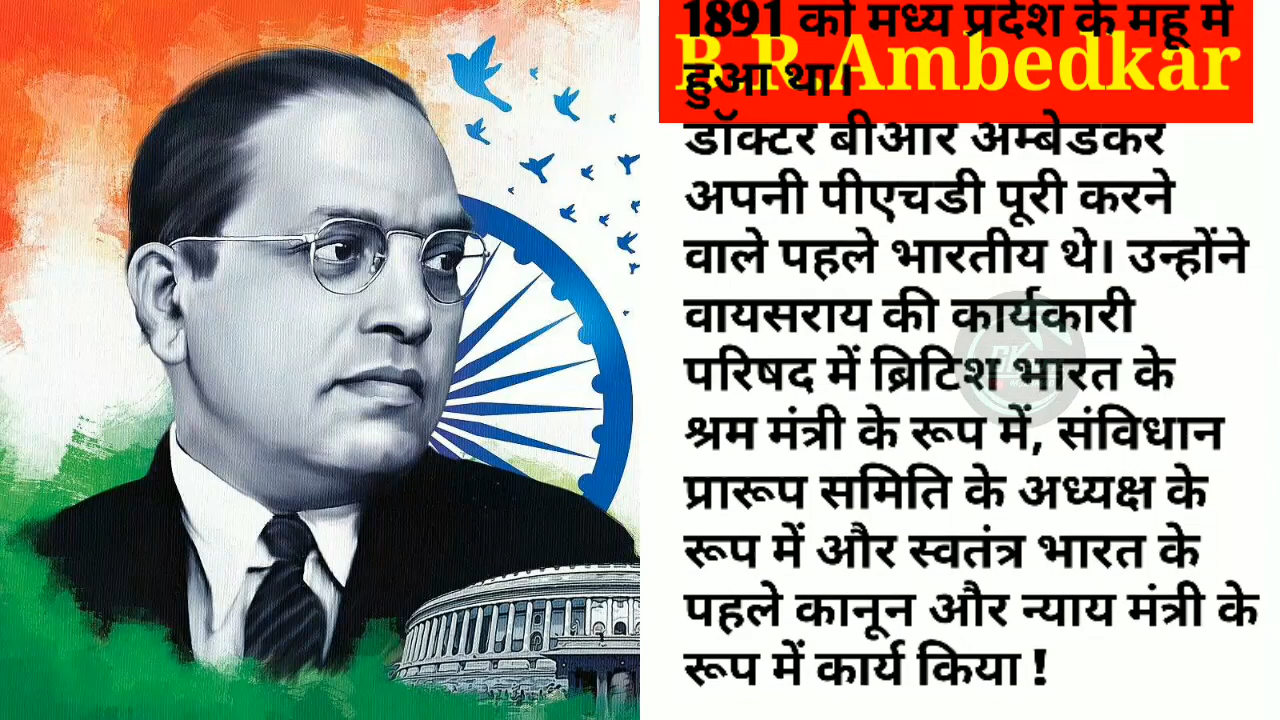 B.R.Ambedkar
1891 को मध्य प्रदेश के महू में
हुआ था।
डॉक्टर बीआर अम्बेडकर
अपनी पीएचडी पूरी करने
वाले पहले भारतीय थे। उन्होंने
वायसराय की कार्यकारी
परिषद में ब्रिटिश भारत के
श्रम मंत्री के रूप में, संविधान
प्रारूप समिति के अध्यक्ष के
रूप में और स्वतंत्र भारत के
पहले कानून और न्याय मंत्री के
रूप में कार्य किया !